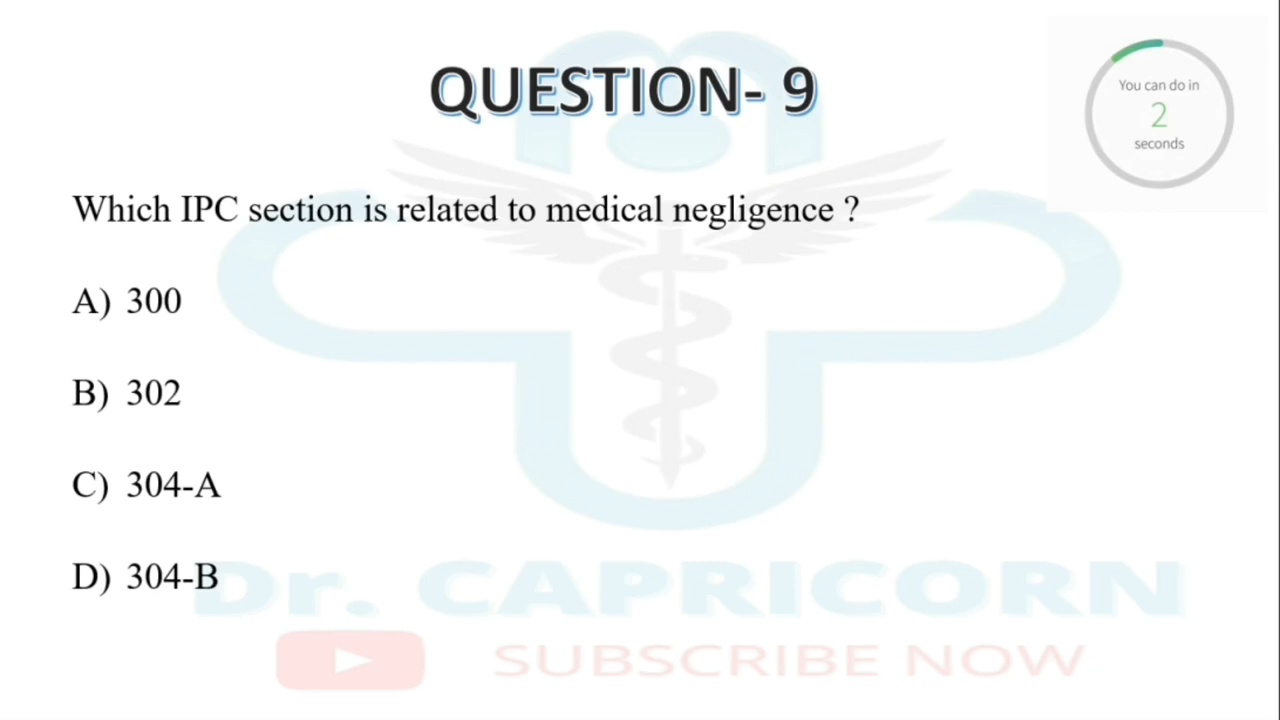 QUESTION- 9
You can do in
2
seconds
Which IPC section is related to medical negligence ?
A) 300
B) 302
C) 304-A
D) 304-B
Dr. CAPRICORN
SUBSCRIBE NOW